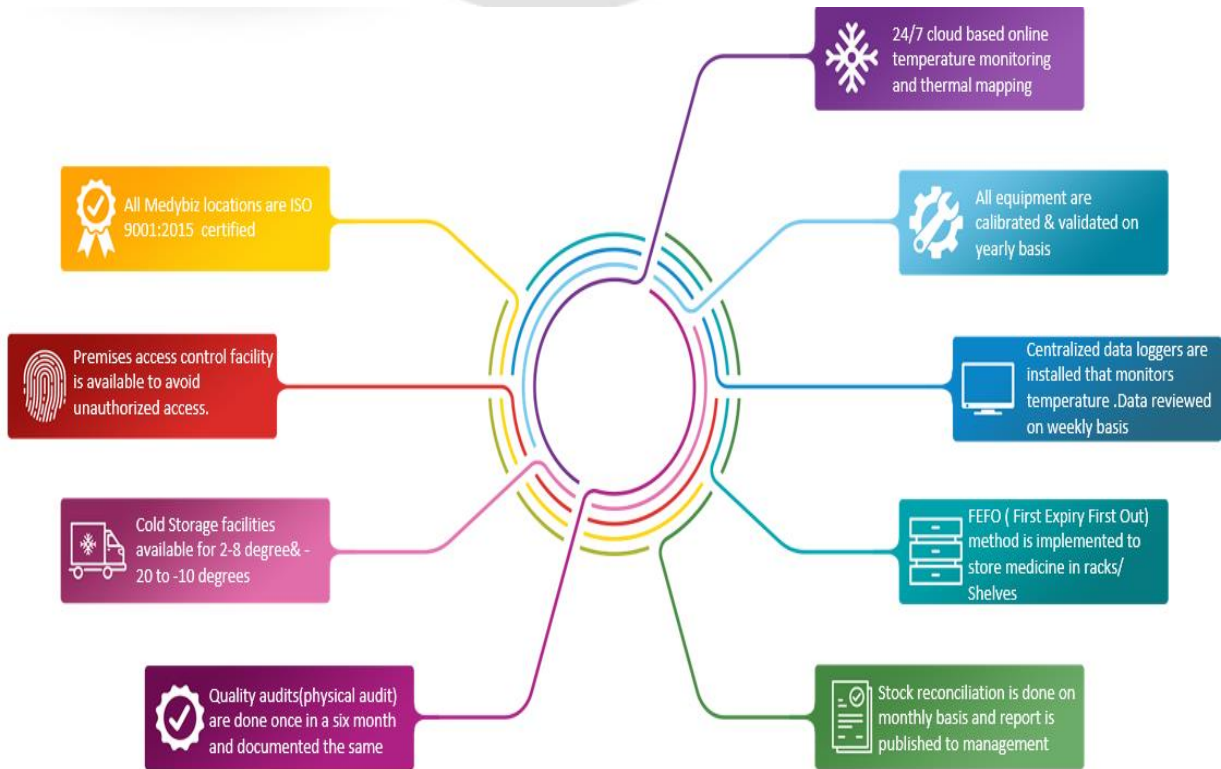 24/7 cloud based online
temperature monitoring
and thermal mapping
All Medybiz locations are ISO
9001:2015 certified
All equipment are
calibrated & validated on
yearly basis
Premises access control facility
is available to avoid
unauthorized access.
Centralized data loggers are
installed that monitors
temperature .Data reviewed
on weekly basis
Cold Storage facilities
available for 2-8 degree& -
20 to -10 degrees
FEFO ( First Expiry First Out)
method is implemented to
store medicine in racks/
Shelves
Quality audits(physical audit)
are done once in a six month
and documented the same
Stock reconciliation is done on
monthly basis and report is
published to management